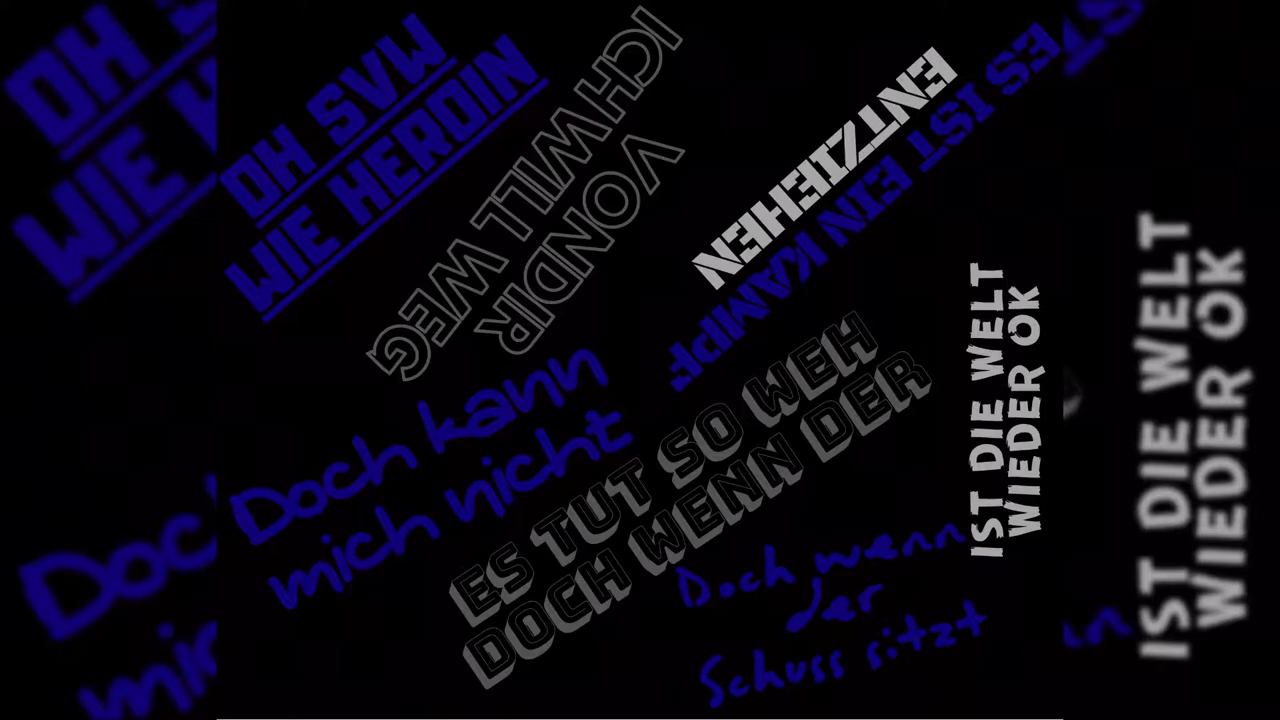 OH SVW
WIE HEROIN
ICH WILL WEG
VON DIR
Doch kann
mich nicht
ENTZIEHEN
ES IST EIN KAMPF
ES TUT SO WEH
DOCH WENN DER
Doch wenn
der
Schuss sitzt
IST DIE WELT
WIEDER OK